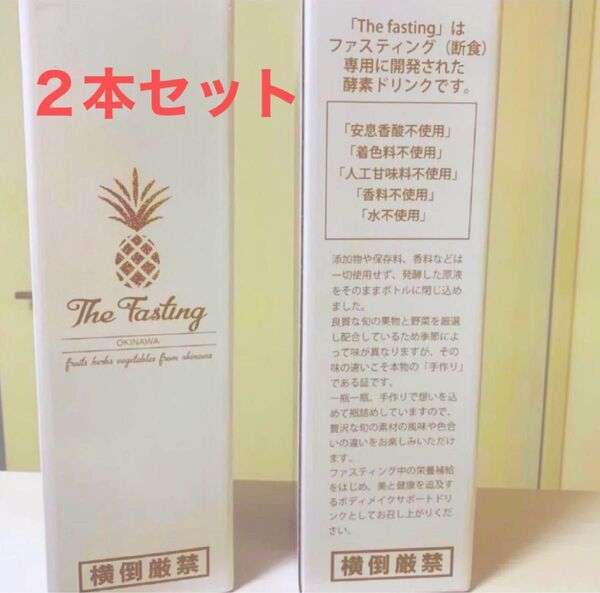 ２本セット
The Fasting
OKINAWA
fruits herbs vegetables from okinawa
横倒厳禁
「The fasting」は
ファスティング（断食）
専用に開発された
酵素ドリンクです。
「安息香酸不使用」
「着色料不使用」
「人工甘味料不使用」
「香料不使用」
「水不使用」
添加物や保存料、香料などは
一切使用せず、発酵した原液
をそのままボトルに閉じ込め
ました。
良質な旬の果物と野菜を厳選
し配合しているため季節によ
って味が異なりますが、その
味の違いこそ本物の「手作り」
である証です。
一瓶一瓶、手作りで想いを込
めて瓶詰めしていますので、
贅沢な旬の素材の風味や色合
いの違いをお楽しみいただけ
ます。
ファスティング中の栄養補給
をはじめ、美と健康を追及す
るボディメイクサポートドリ
ンクとしてお召し上がりくだ
さい。
横倒厳禁